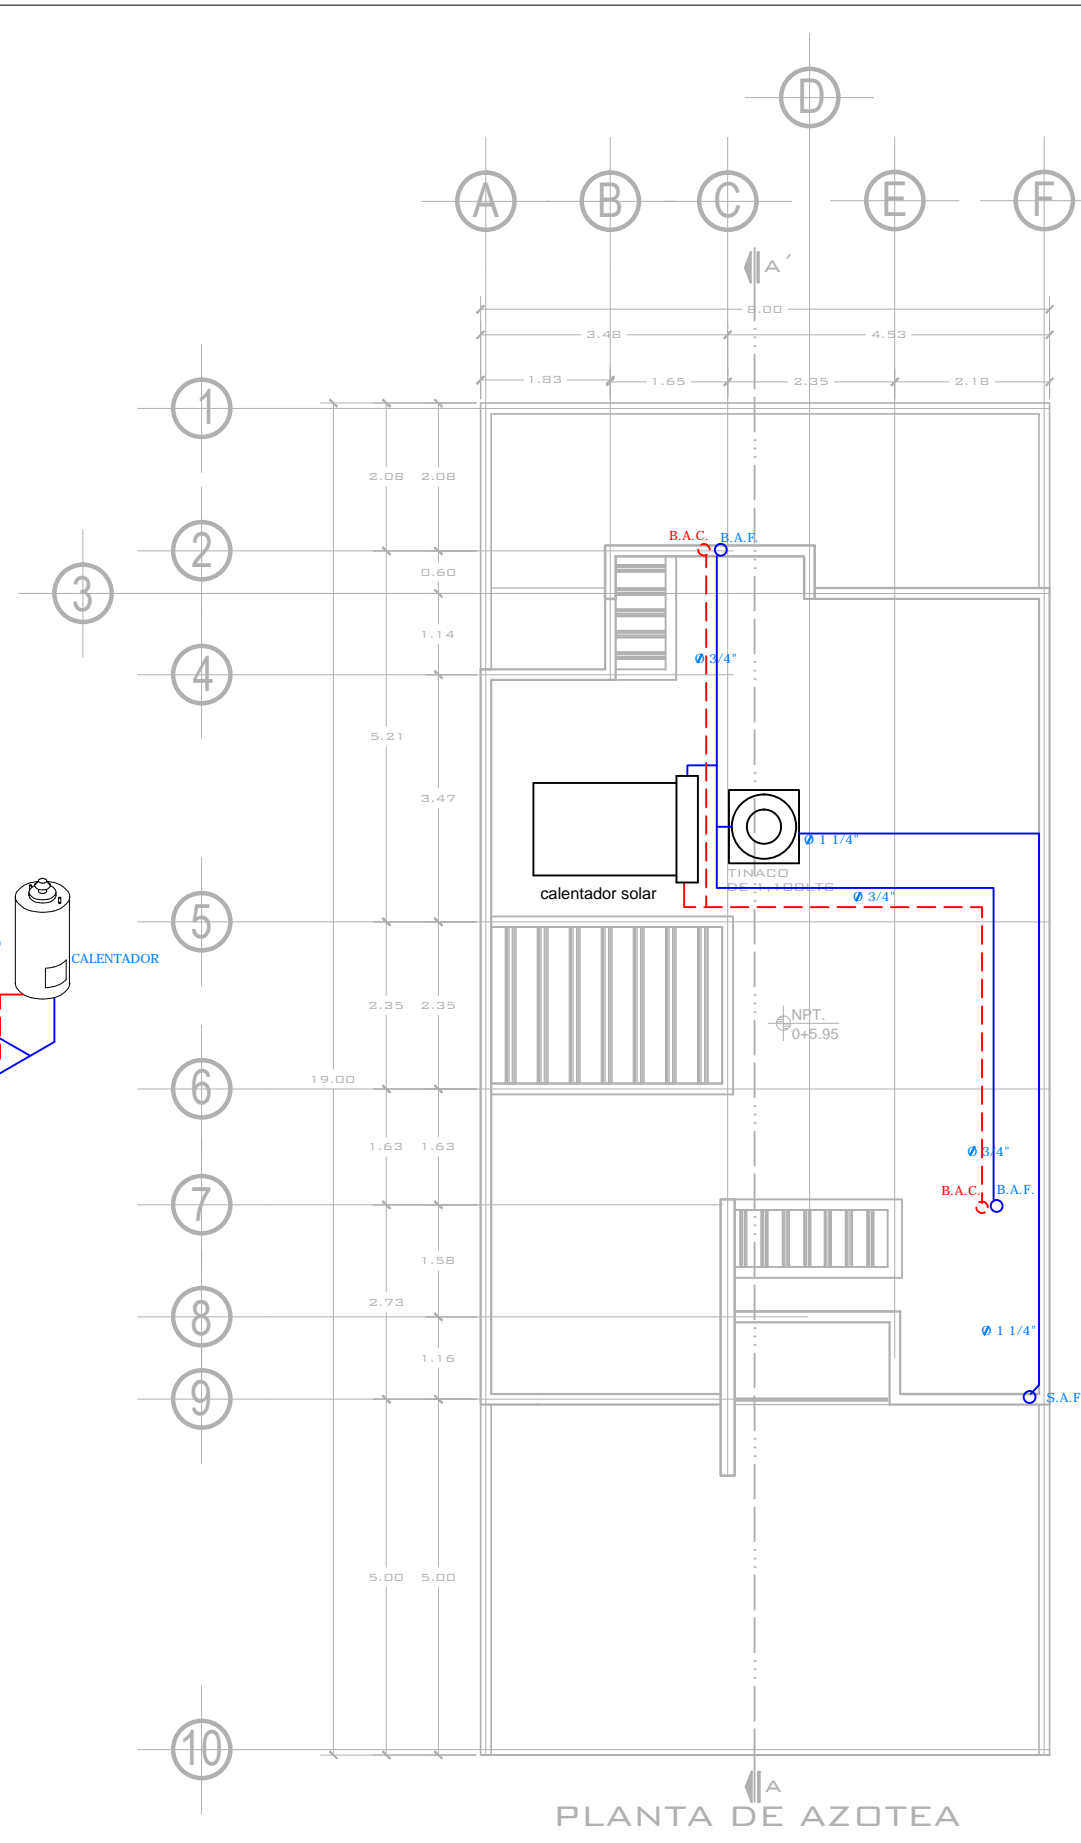 D
A
B
C
E
F
A´
8.00
3.48
4.53
1.83
1.65
2.35
2.18
1
2.08
2.08
B.A.C.
B.A.F.
2
0.60
3
1.14
4
Ø 3/4"
5.21
3.47
Ø 1 1/4"
TINACO
DE 1,100LTS
calentador solar
Ø 3/4"
5
CALENTADOR
2.35
2.35
NPT.
0+5.95
19.00
6
1.63
1.63
Ø 3/4"
B.A.C.
B.A.F.
7
1.58
2.73
8
Ø 1 1/4"
1.16
9
S.A.F
5.00
5.00
10
A
PLANTA DE AZOTEA